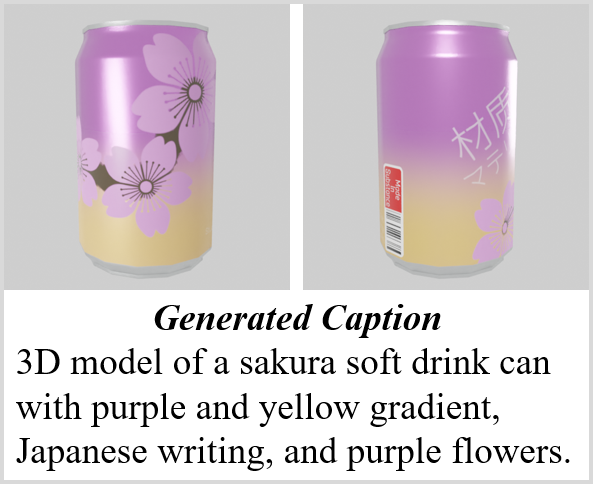 材质
マテ
Made
in
Substance
Generated Caption
3D model of a sakura soft drink can
with purple and yellow gradient,
Japanese writing, and purple flowers.